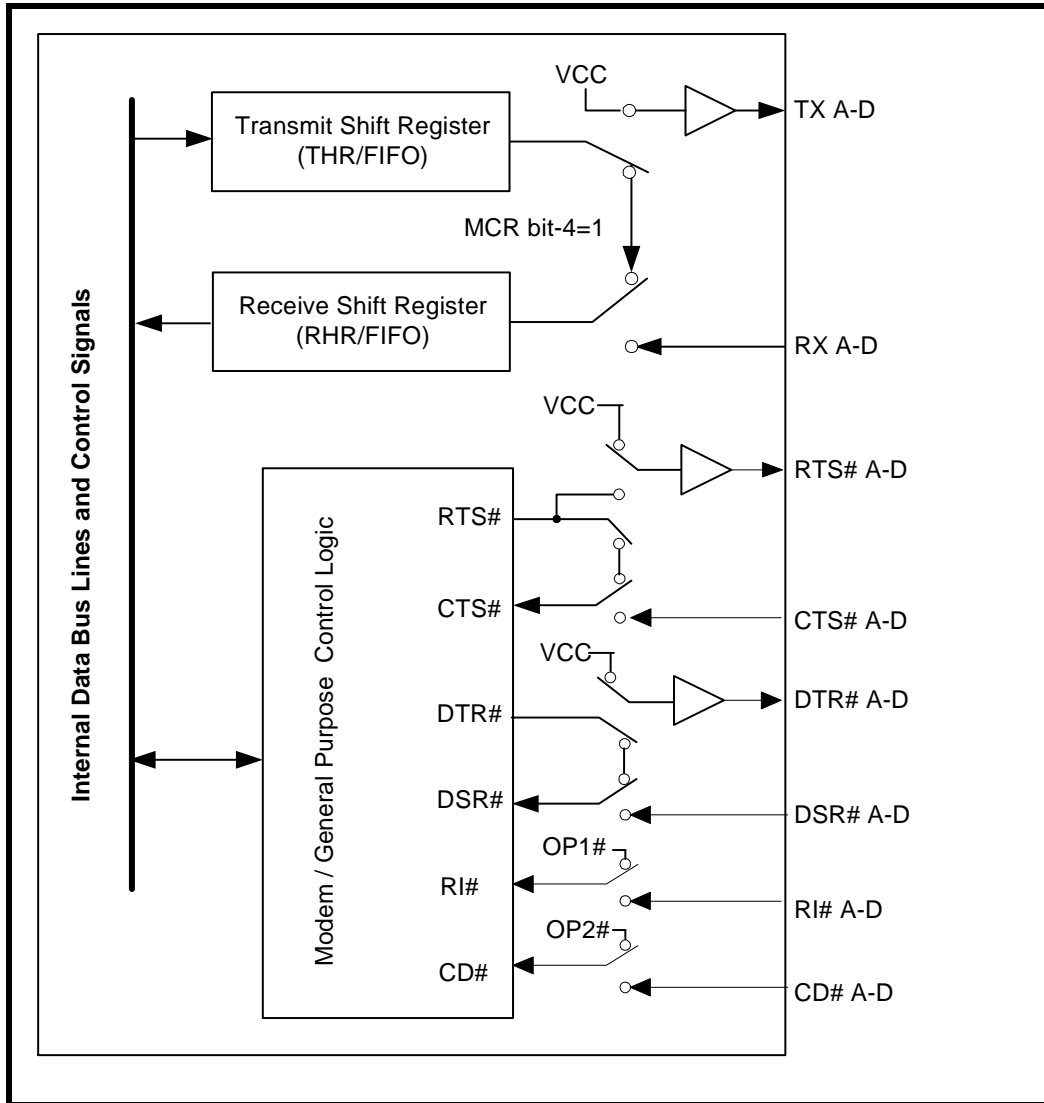 VCC
TX A-D
Transmit Shift Register
(THR/FIFO)
MCR bit-4=1
Receive Shift Register
(RHR/FIFO)
RX A-D
Internal Data Bus Lines and Control Signals
VCC
RTS# A-D
Modem / General Purpose Control Logic
RTS#
CTS#
CTS# A-D
VCC
DTR#
DTR# A-D
DSR#
DSR# A-D
OP1#
RI#
RI# A-D
OP2#
CD#
CD# A-D